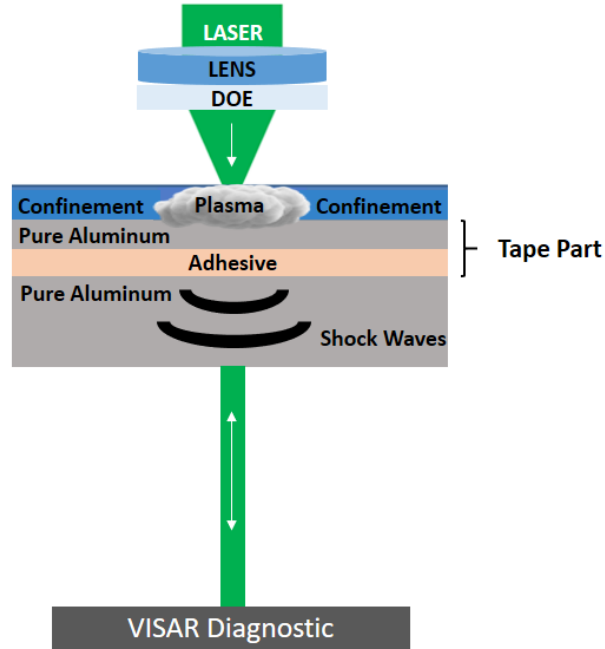 LASER
LENS
DOE
Confinement
Plasma
Confinement
Pure Aluminum
Tape Part
Adhesive
Pure Aluminum
Shock Waves
VISAR Diagnostic